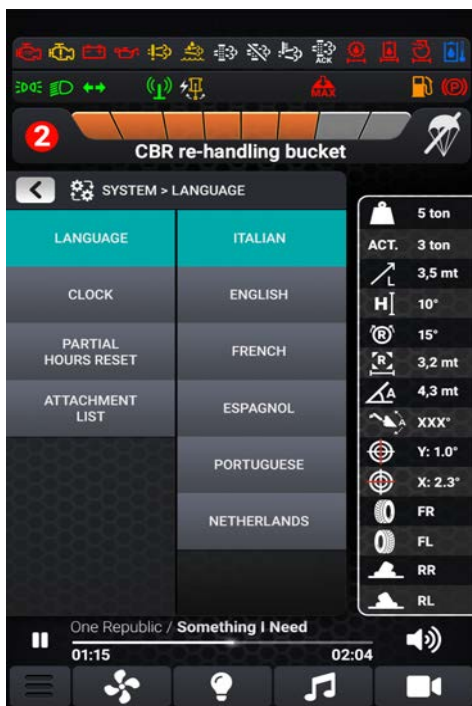 ACK
MAX
2
CBR re-handling bucket
SYSTEM > LANGUAGE
LANGUAGE
CLOCK
PARTIAL
HOURS RESET
ATTACHMENT
LIST
ITALIAN
ENGLISH
FRENCH
ESPAGNOL
PORTUGUESE
NETHERLANDS
5 ton
ACT. 3 ton
L 3,5 mt
H 10°
R 15°
R 3,2 mt
A 4,3 mt
A XXX°
Y: 1.0°
X: 2.3°
FR
FL
RR
RL
One Republic / Something I Need
01:15 02:04